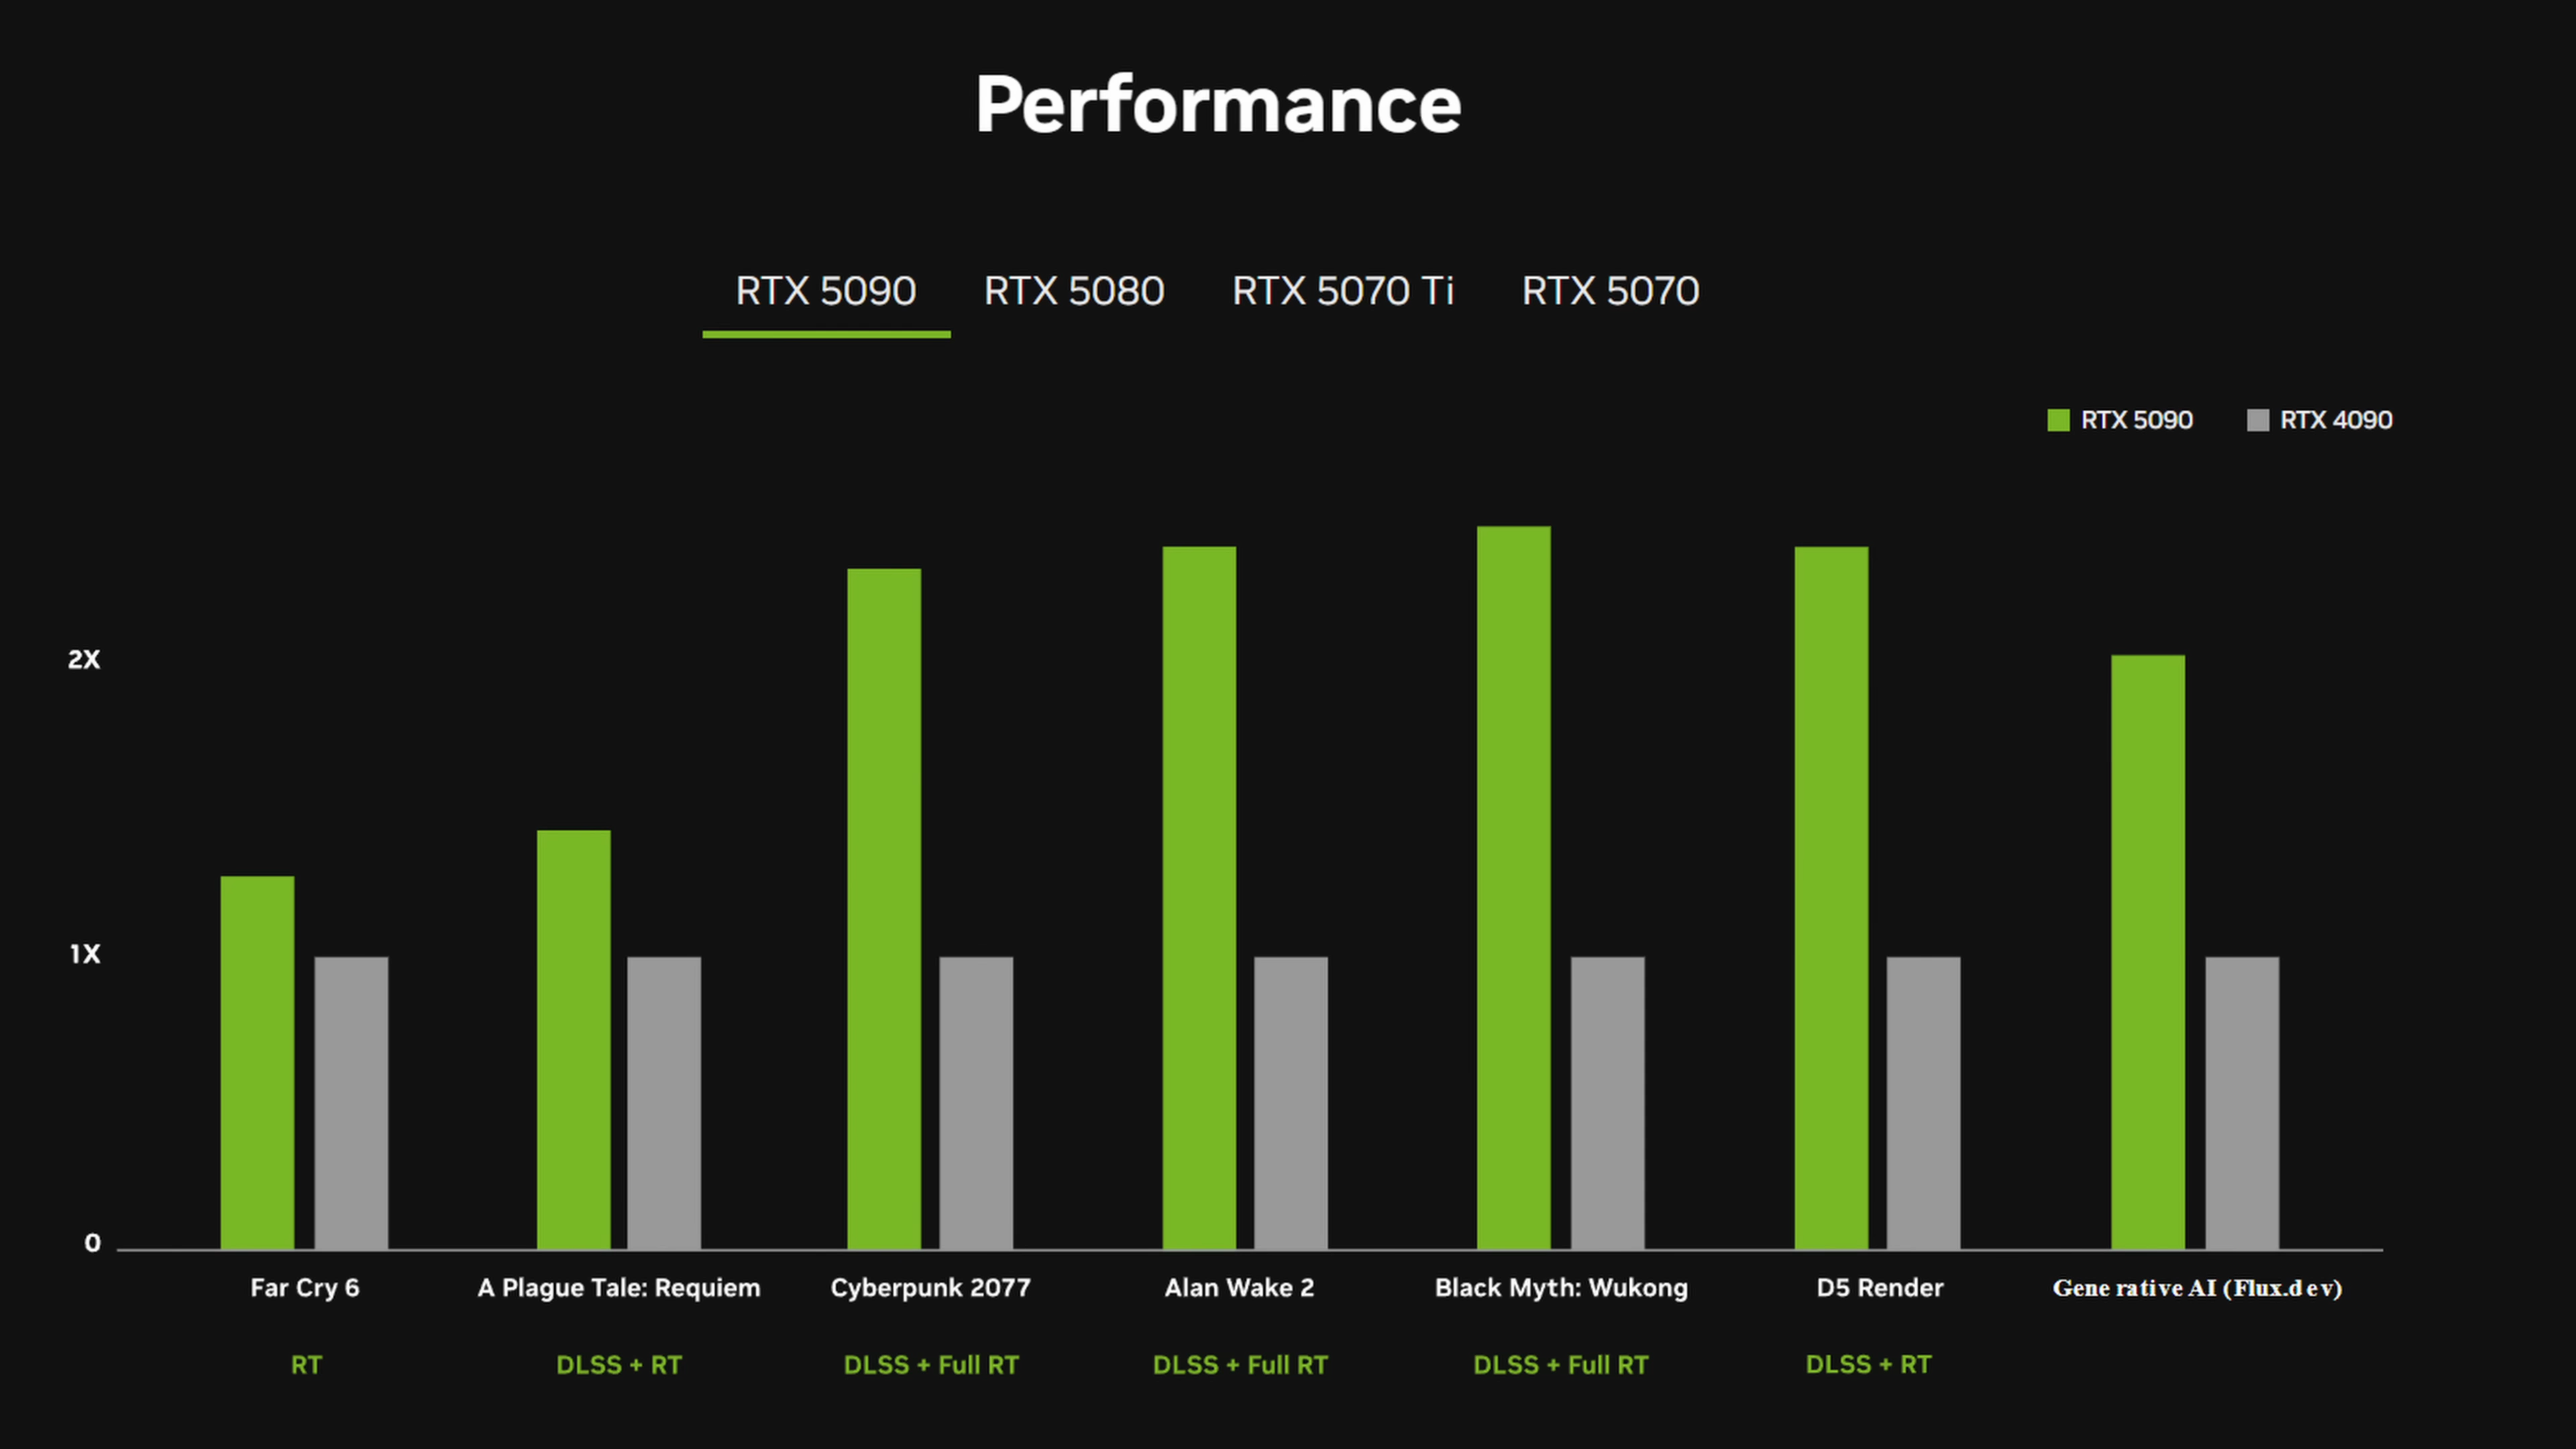 Performance
RTX 5090 RTX 5080 RTX 5070 Ti RTX 5070
RTX 5090 RTX 4090
2X
1X
0
Far Cry 6 A Plague Tale: Requiem Cyberpunk 2077 Alan Wake 2 Black Myth: Wukong D5 Render Gene rative AI (Flux.dev)
RT DLSS + RT DLSS + Full RT DLSS + Full RT DLSS + Full RT DLSS + RT